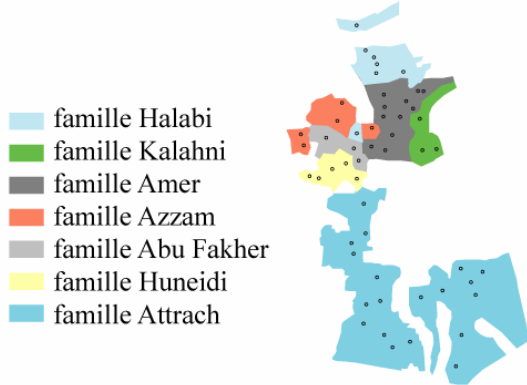 famille Halabi
famille Kalahni
famille Amer
famille Azzam
famille Abu Fakher
famille Huneidi
famille Attrach